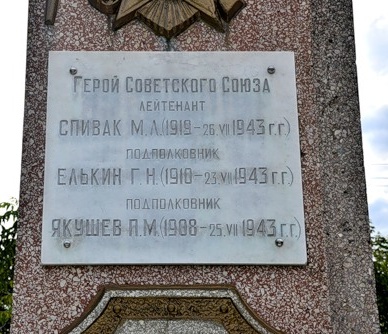 Герой Советского Союза
лейтенант
Спивак М.Л.(1919–26.VII 1943 г.г)
подполковник
Елькин Г.Н.(1910–23.VII 1943 г.г.)
подполковник
Якушев П.М.(1908–25.VII 1943 г.г.)